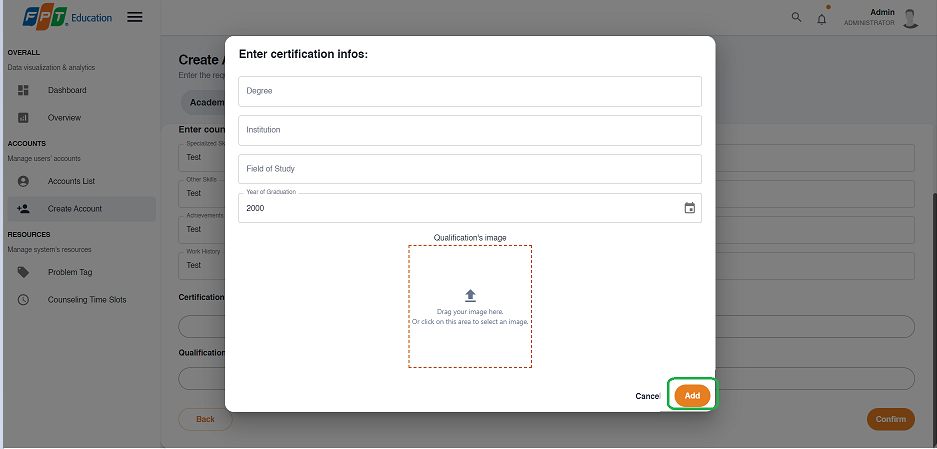 FPT Education
Admin
ADMINISTRATOR
OVERALL
Data visualization & analytics
Dashboard
Overview
ACCOUNTS
Manage users' accounts
Accounts List
Create Account
RESOURCES
Manage system's resources
Problem Tag
Counseling Time Slots
Create A
Enter the req
Academ
Enter coun
Specialized Sk
Test
Other Skills
Test
Achievements
Test
Work History
Test
Certification
Qualification
Back
Confirm
Enter certification infos:
Degree
Institution
Field of Study
Year of Graduation
2000
Qualification's image
Drag your image here.
Or click on this area to select an image.
Cancel
Add